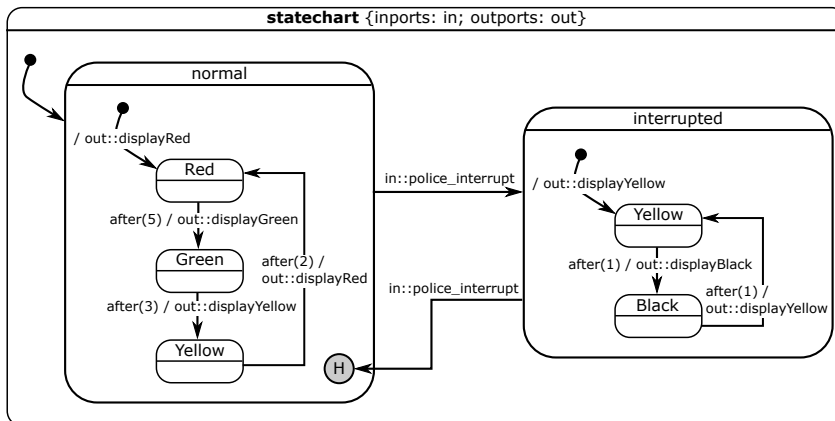 statechart {inports: in; outports: out}
normal
/ out::displayRed
Red
after(5) / out::displayGreen
Green
after(3) / out::displayYellow
Yellow
after(2) /
out::displayRed
H
in::police_interrupt
in::police_interrupt
interrupted
/ out::displayYellow
Yellow
after(1) / out::displayBlack
Black
after(1) /
out::displayYellow